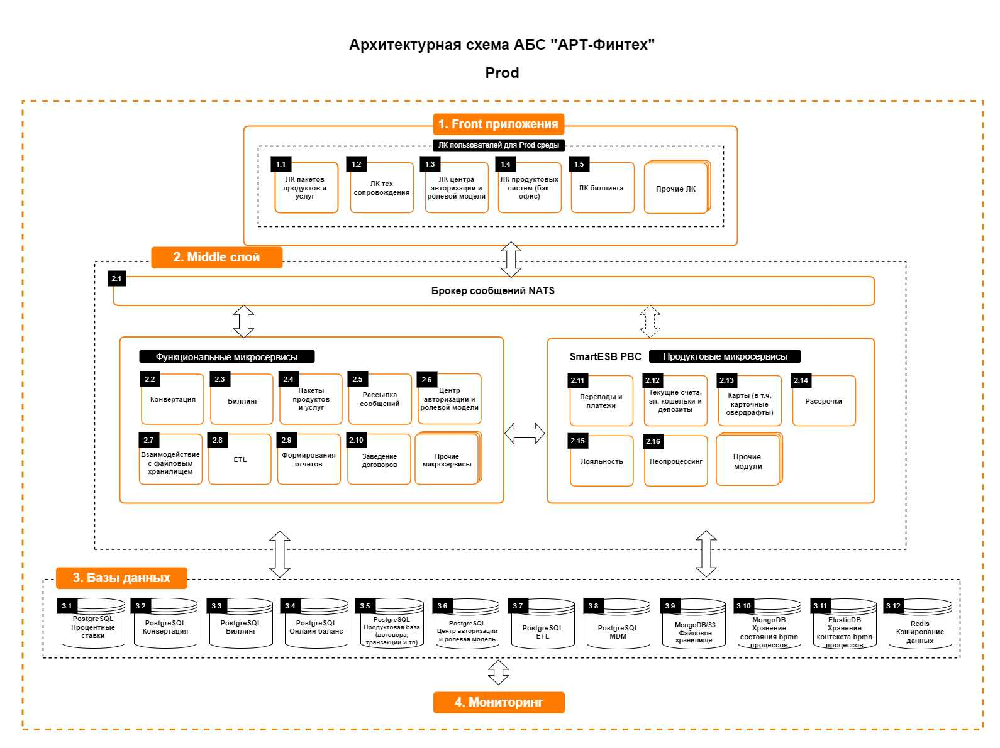 Архитектурная схема АБС "АРТ-Финтех"
Prod
1. Front приложения
ЛК пользователей для Prod среды
1.1
ЛК пакетов
продуктов и
услуг
1.2
ЛК тех
сопровождения
1.3
ЛК центра
авторизации и
ролевой модели
1.4
ЛК продуктовых
систем (бэк-
офис)
1.5
ЛК биллинга
Прочие ЛК
2. Middle слой
2.1
Брокер сообщений NATS
Функциональные микросервисы
2.2
Конвертация
2.3
Биллинг
2.4
Пакеты
продуктов
и услуг
2.5
Рассылка
сообщений
2.6
Центр
авторизации и
ролевой модели
2.7
Взаимодействие
с файловым
хранилищем
2.8
ETL
2.9
Формирования
отчетов
2.10
Заведение
договоров
Прочие
микросервисы
SmartESB PBC
Продуктовые микросервисы
2.11
Переводы и
платежи
2.12
Текущие счета,
эл. кошельки и
депозиты
2.13
Карты (в т.ч.
карточные
овердрафты)
2.14
Рассрочки
2.15
Лояльность
2.16
Неопроцессинг
Прочие
модули
3. Базы данных
3.1
PostgreSQL
Процентные
ставки
3.2
PostgreSQL
Конвертация
3.3
PostgreSQL
Биллинг
3.4
PostgreSQL
Онлайн баланс
3.5
PostgreSQL
Продуктовая база
(договора,
транзакции и тп)
3.6
PostgreSQL
Центр авторизации
и ролевая модель
3.7
PostgreSQL
ETL
3.8
PostgreSQL
MDM
3.9
MongoDB/S3
Файловое
хранилище
3.10
MongoDB
Хранение
состояния bpmn
процессов
3.11
ElasticDB
Хранение
контекста bpmn
процессов
3.12
Redis
Кэширование
данных
4. Мониторинг